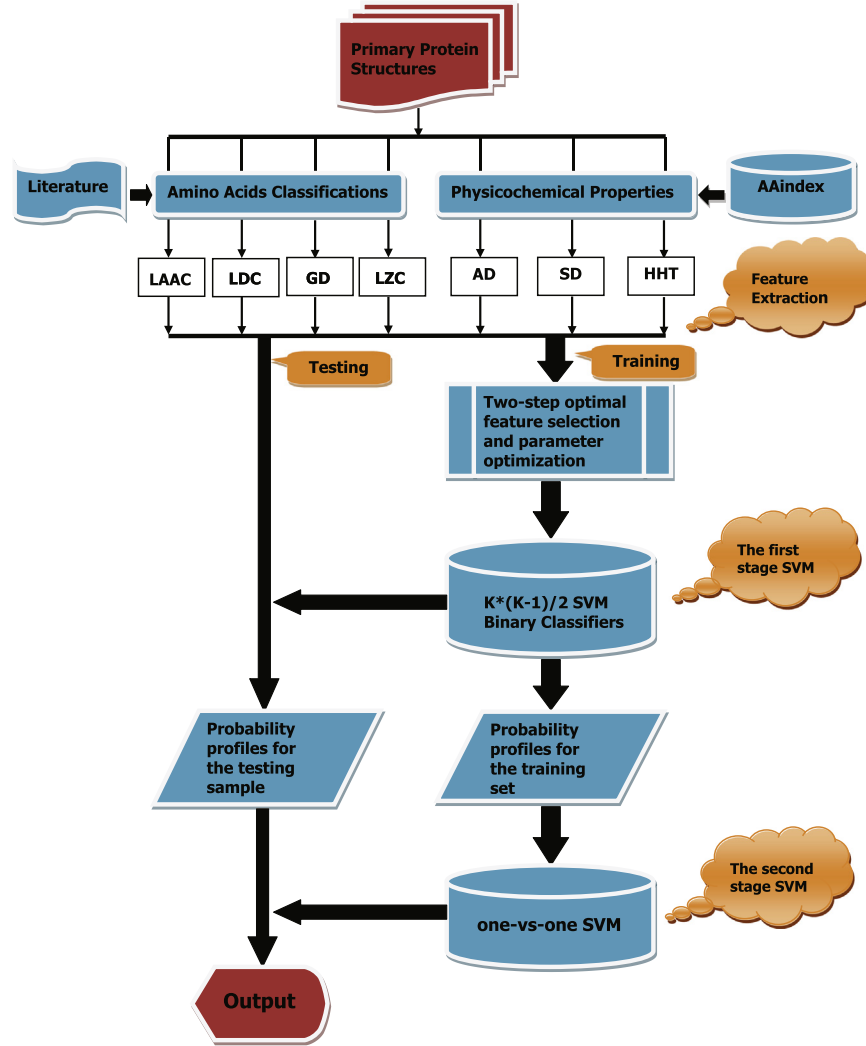 Primary Protein
Structures
Literature
Amino Acids Classifications
Physicochemical Properties
AAindex
LAAC
LDC
GD
LZC
AD
SD
HHT
Feature
Extraction
Testing
Training
Two-step optimal
feature selection
and parameter
optimization
The first
stage SVM
K*(K-1)/2 SVM
Binary Classifiers
Probability
profiles for
the testing
sample
Probability
profiles for
the training
set
The second
stage SVM
one-vs-one SVM
Output